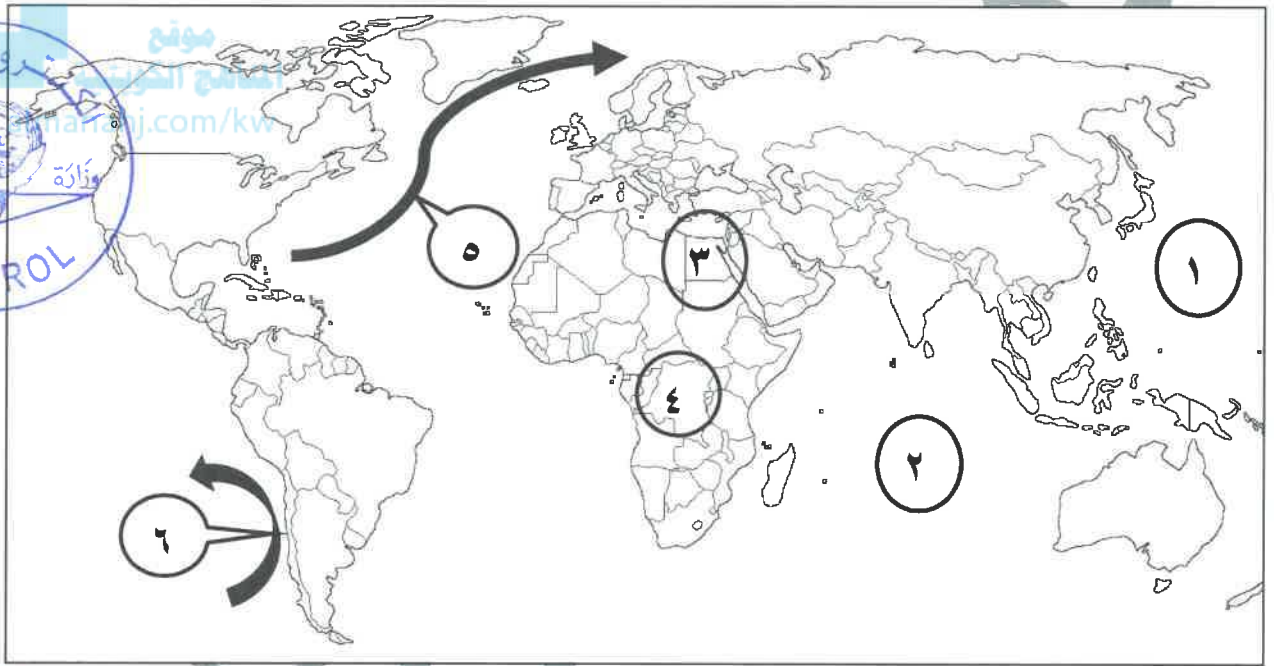 موقع
المناهج الكويتية
almanahj.com/kw
وزارة
ROL
١
٢
٣
٤
٥
٦